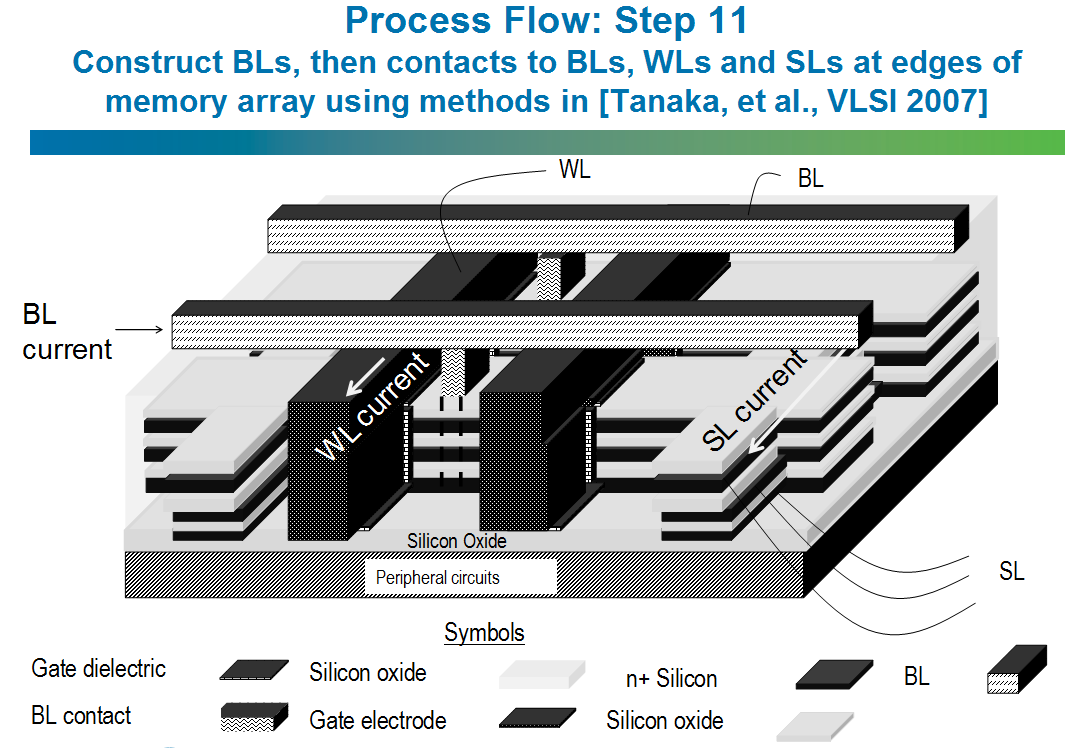 Process Flow: Step 11
Construct BLs, then contacts to BLs, WLs and SLs at edges of
memory array using methods in [Tanaka, et al., VLSI 2007]
WL
BL
BL
current
WL current
SL current
Silicon Oxide
Peripheral circuits
SL
Symbols
Gate dielectric
Silicon oxide
n+ Silicon
BL
BL contact
Gate electrode
Silicon oxide